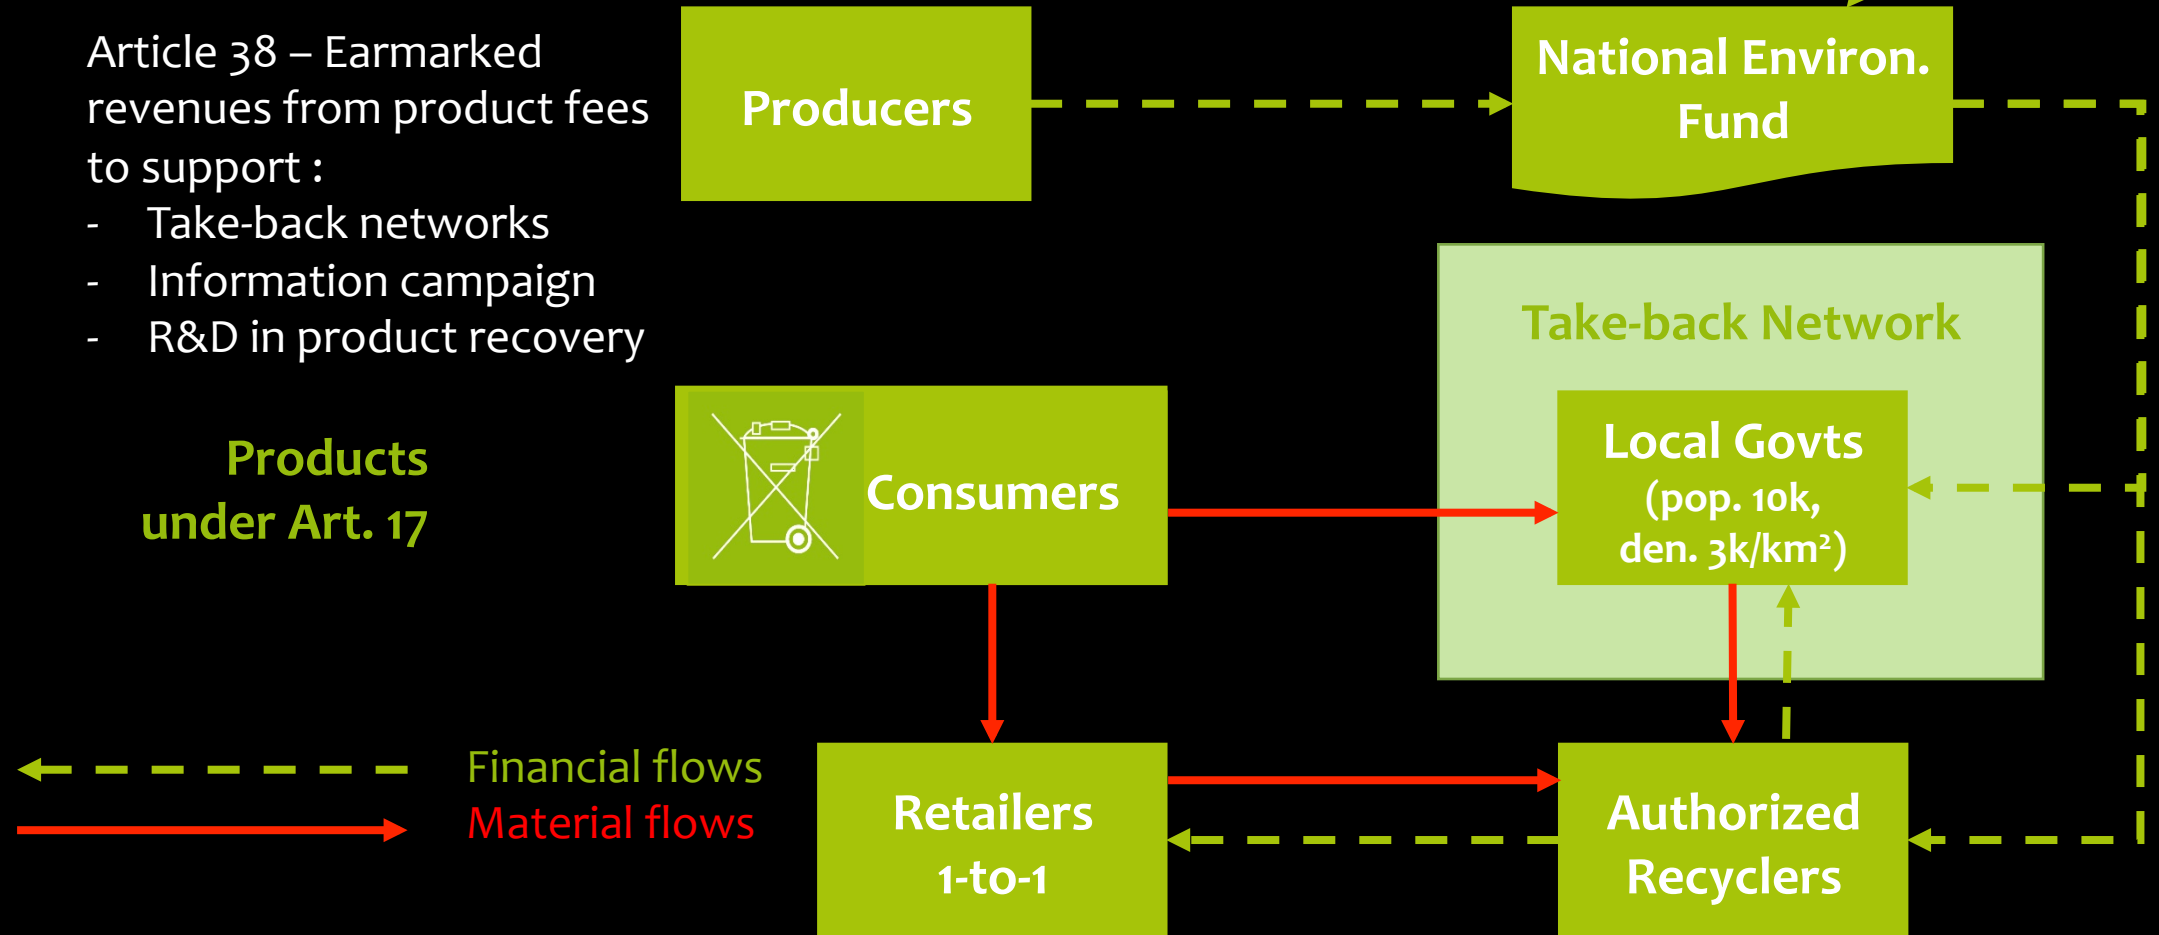 Article 38 – Earmarked
revenues from product fees
to support :
- Take-back networks
- Information campaign
- R&D in product recovery
Producers
National Environ.
Fund
Take-back Network
Products
under Art. 17
Consumers
Local Govts
(pop. 10k,
den. 3k/km²)
Financial flows
Material flows
Retailers
1-to-1
Authorized
Recyclers